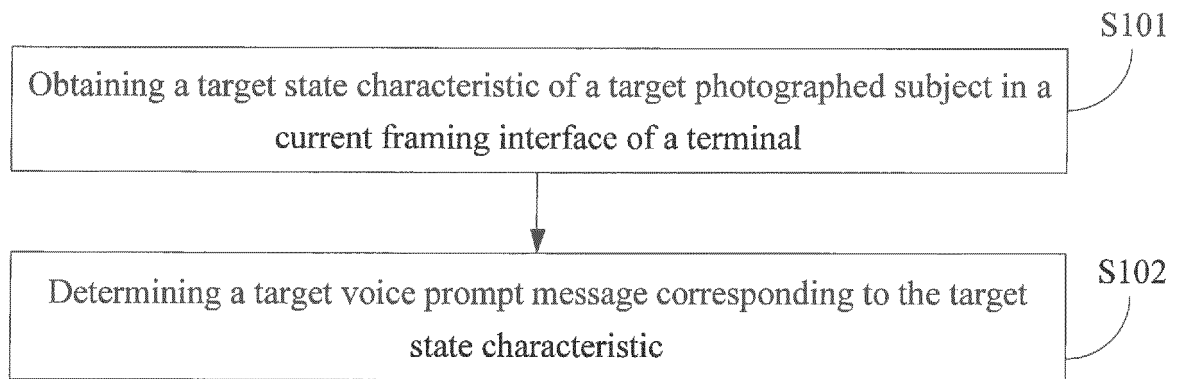 S101
Obtaining a target state characteristic of a target photographed subject in a
current framing interface of a terminal
S102
Determining a target voice prompt message corresponding to the target
state characteristic